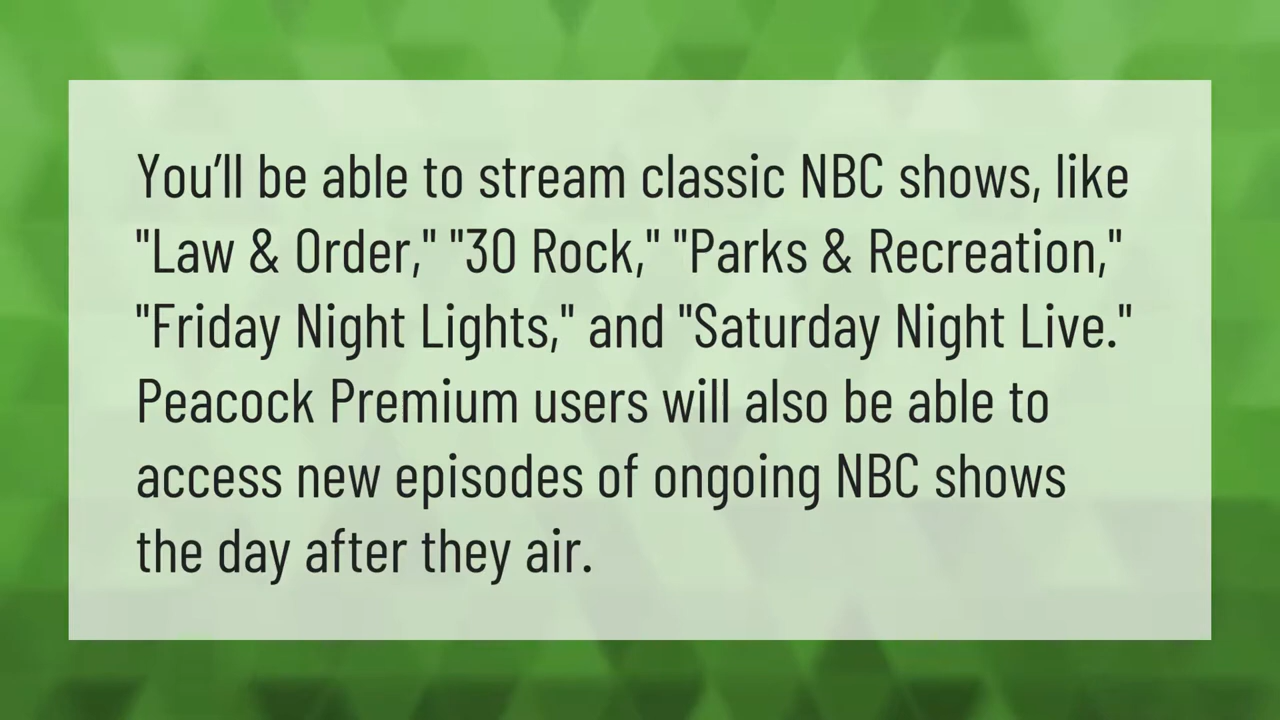 You’ll be able to stream classic NBC shows, like
"Law & Order," "30 Rock," "Parks & Recreation,"
"Friday Night Lights," and "Saturday Night Live."
Peacock Premium users will also be able to
access new episodes of ongoing NBC shows
the day after they air.